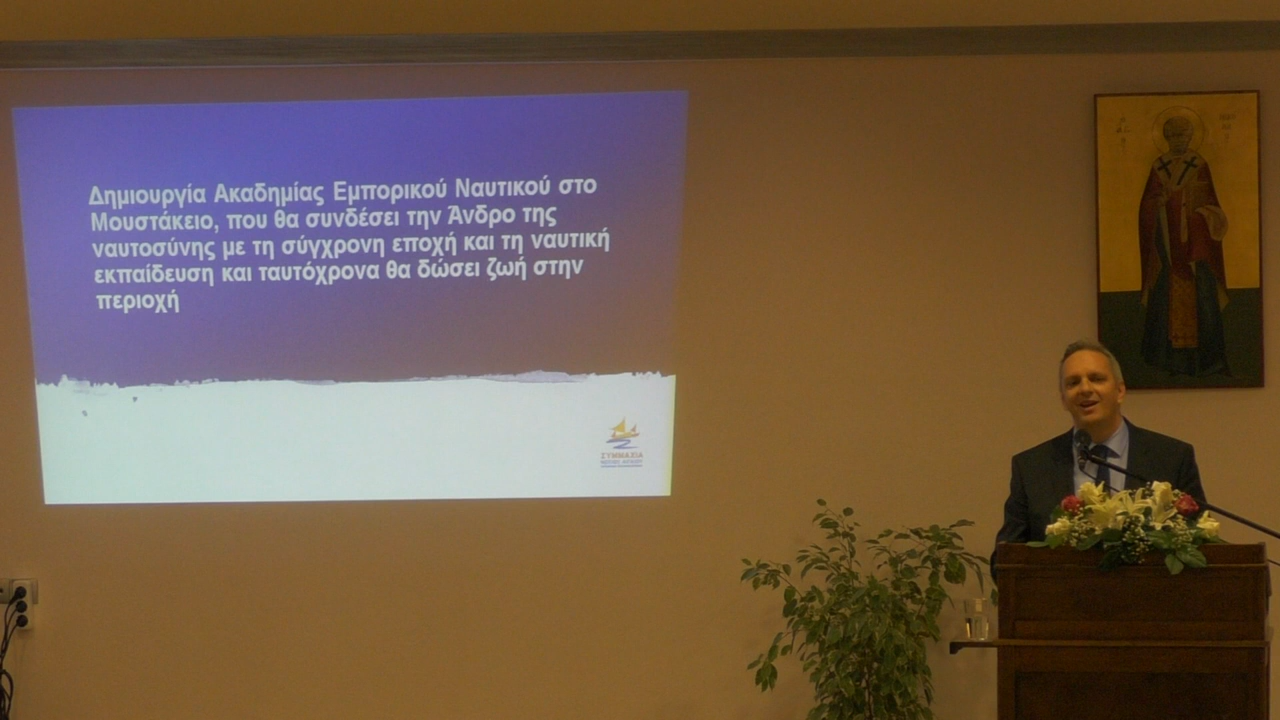 Δημιουργία Ακαδημίας Εμπορικού Ναυτικού στο
Μουστάκειο, που θα συνδέσει την Άνδρο της
ναυτοσύνης με τη σύγχρονη εποχή και τη ναυτική
εκπαίδευση και ταυτόχρονα θα δώσει ζωή στην
περιοχή
ΣΥΜΜΑΧΙΑ